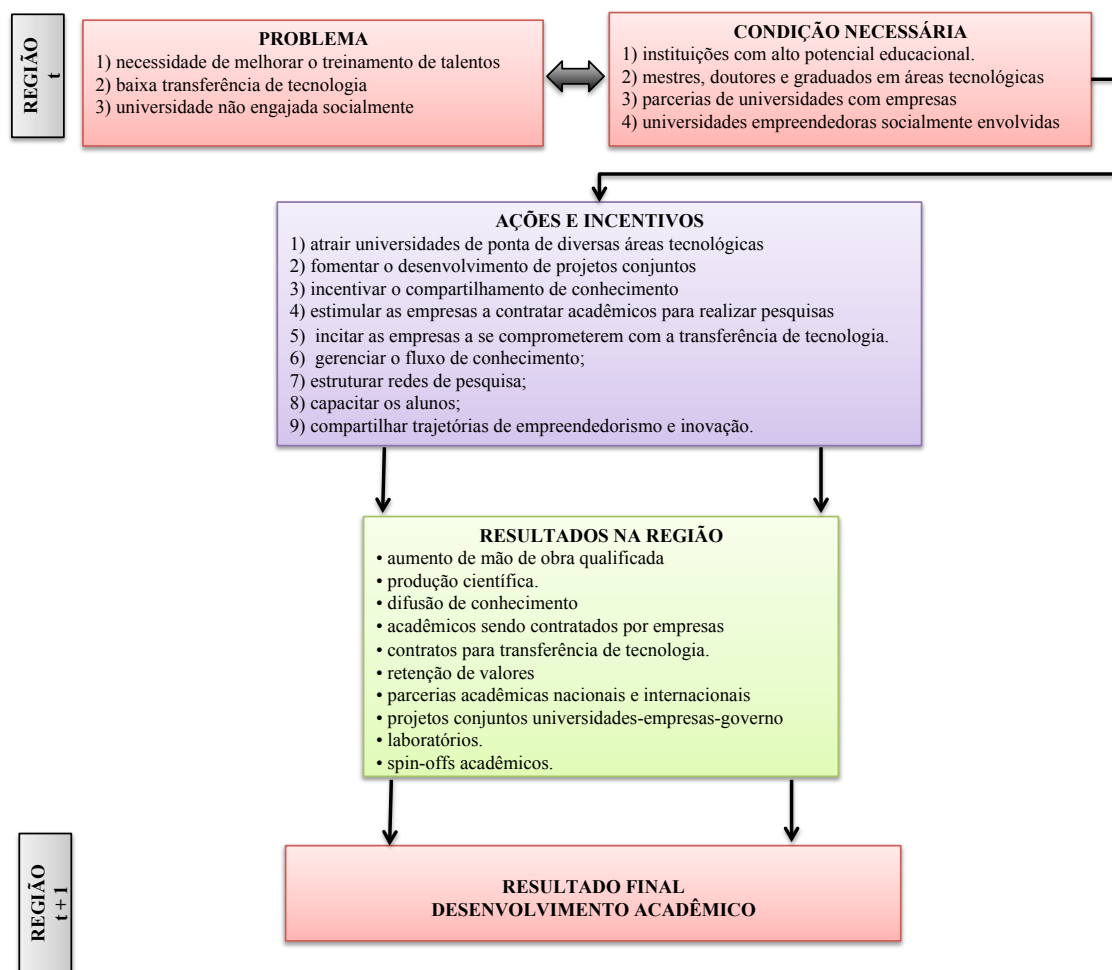 REGIÃO
t
PROBLEMA
1) necessidade de melhorar o treinamento de talentos
2) baixa transferência de tecnologia
3) universidade não engajada socialmente
CONDIÇÃO NECESSÁRIA
1) instituições com alto potencial educacional.
2) mestres, doutores e graduados em áreas tecnológicas
3) parcerias de universidades com empresas
4) universidades empreendedoras socialmente envolvidas
AÇÕES E INCENTIVOS
1) atrair universidades de ponta de diversas áreas tecnológicas
2) fomentar o desenvolvimento de projetos conjuntos
3) incentivar o compartilhamento de conhecimento
4) estimular as empresas a contratar acadêmicos para realizar pesquisas
5) incitar as empresas a se comprometerem com a transferência de tecnologia.
6) gerenciar o fluxo de conhecimento;
7) estruturar redes de pesquisa;
8) capacitar os alunos;
9) compartilhar trajetórias de empreendedorismo e inovação.
RESULTADOS NA REGIÃO
• aumento de mão de obra qualificada
• produção científica.
• difusão de conhecimento
• acadêmicos sendo contratados por empresas
• contratos para transferência de tecnologia.
• retenção de valores
• parcerias acadêmicas nacionais e internacionais
• projetos conjuntos universidades-empresas-governo
• laboratórios.
• spin-offs acadêmicos.
REGIÃO
t + 1
RESULTADO FINAL
DESENVOLVIMENTO ACADÊMICO